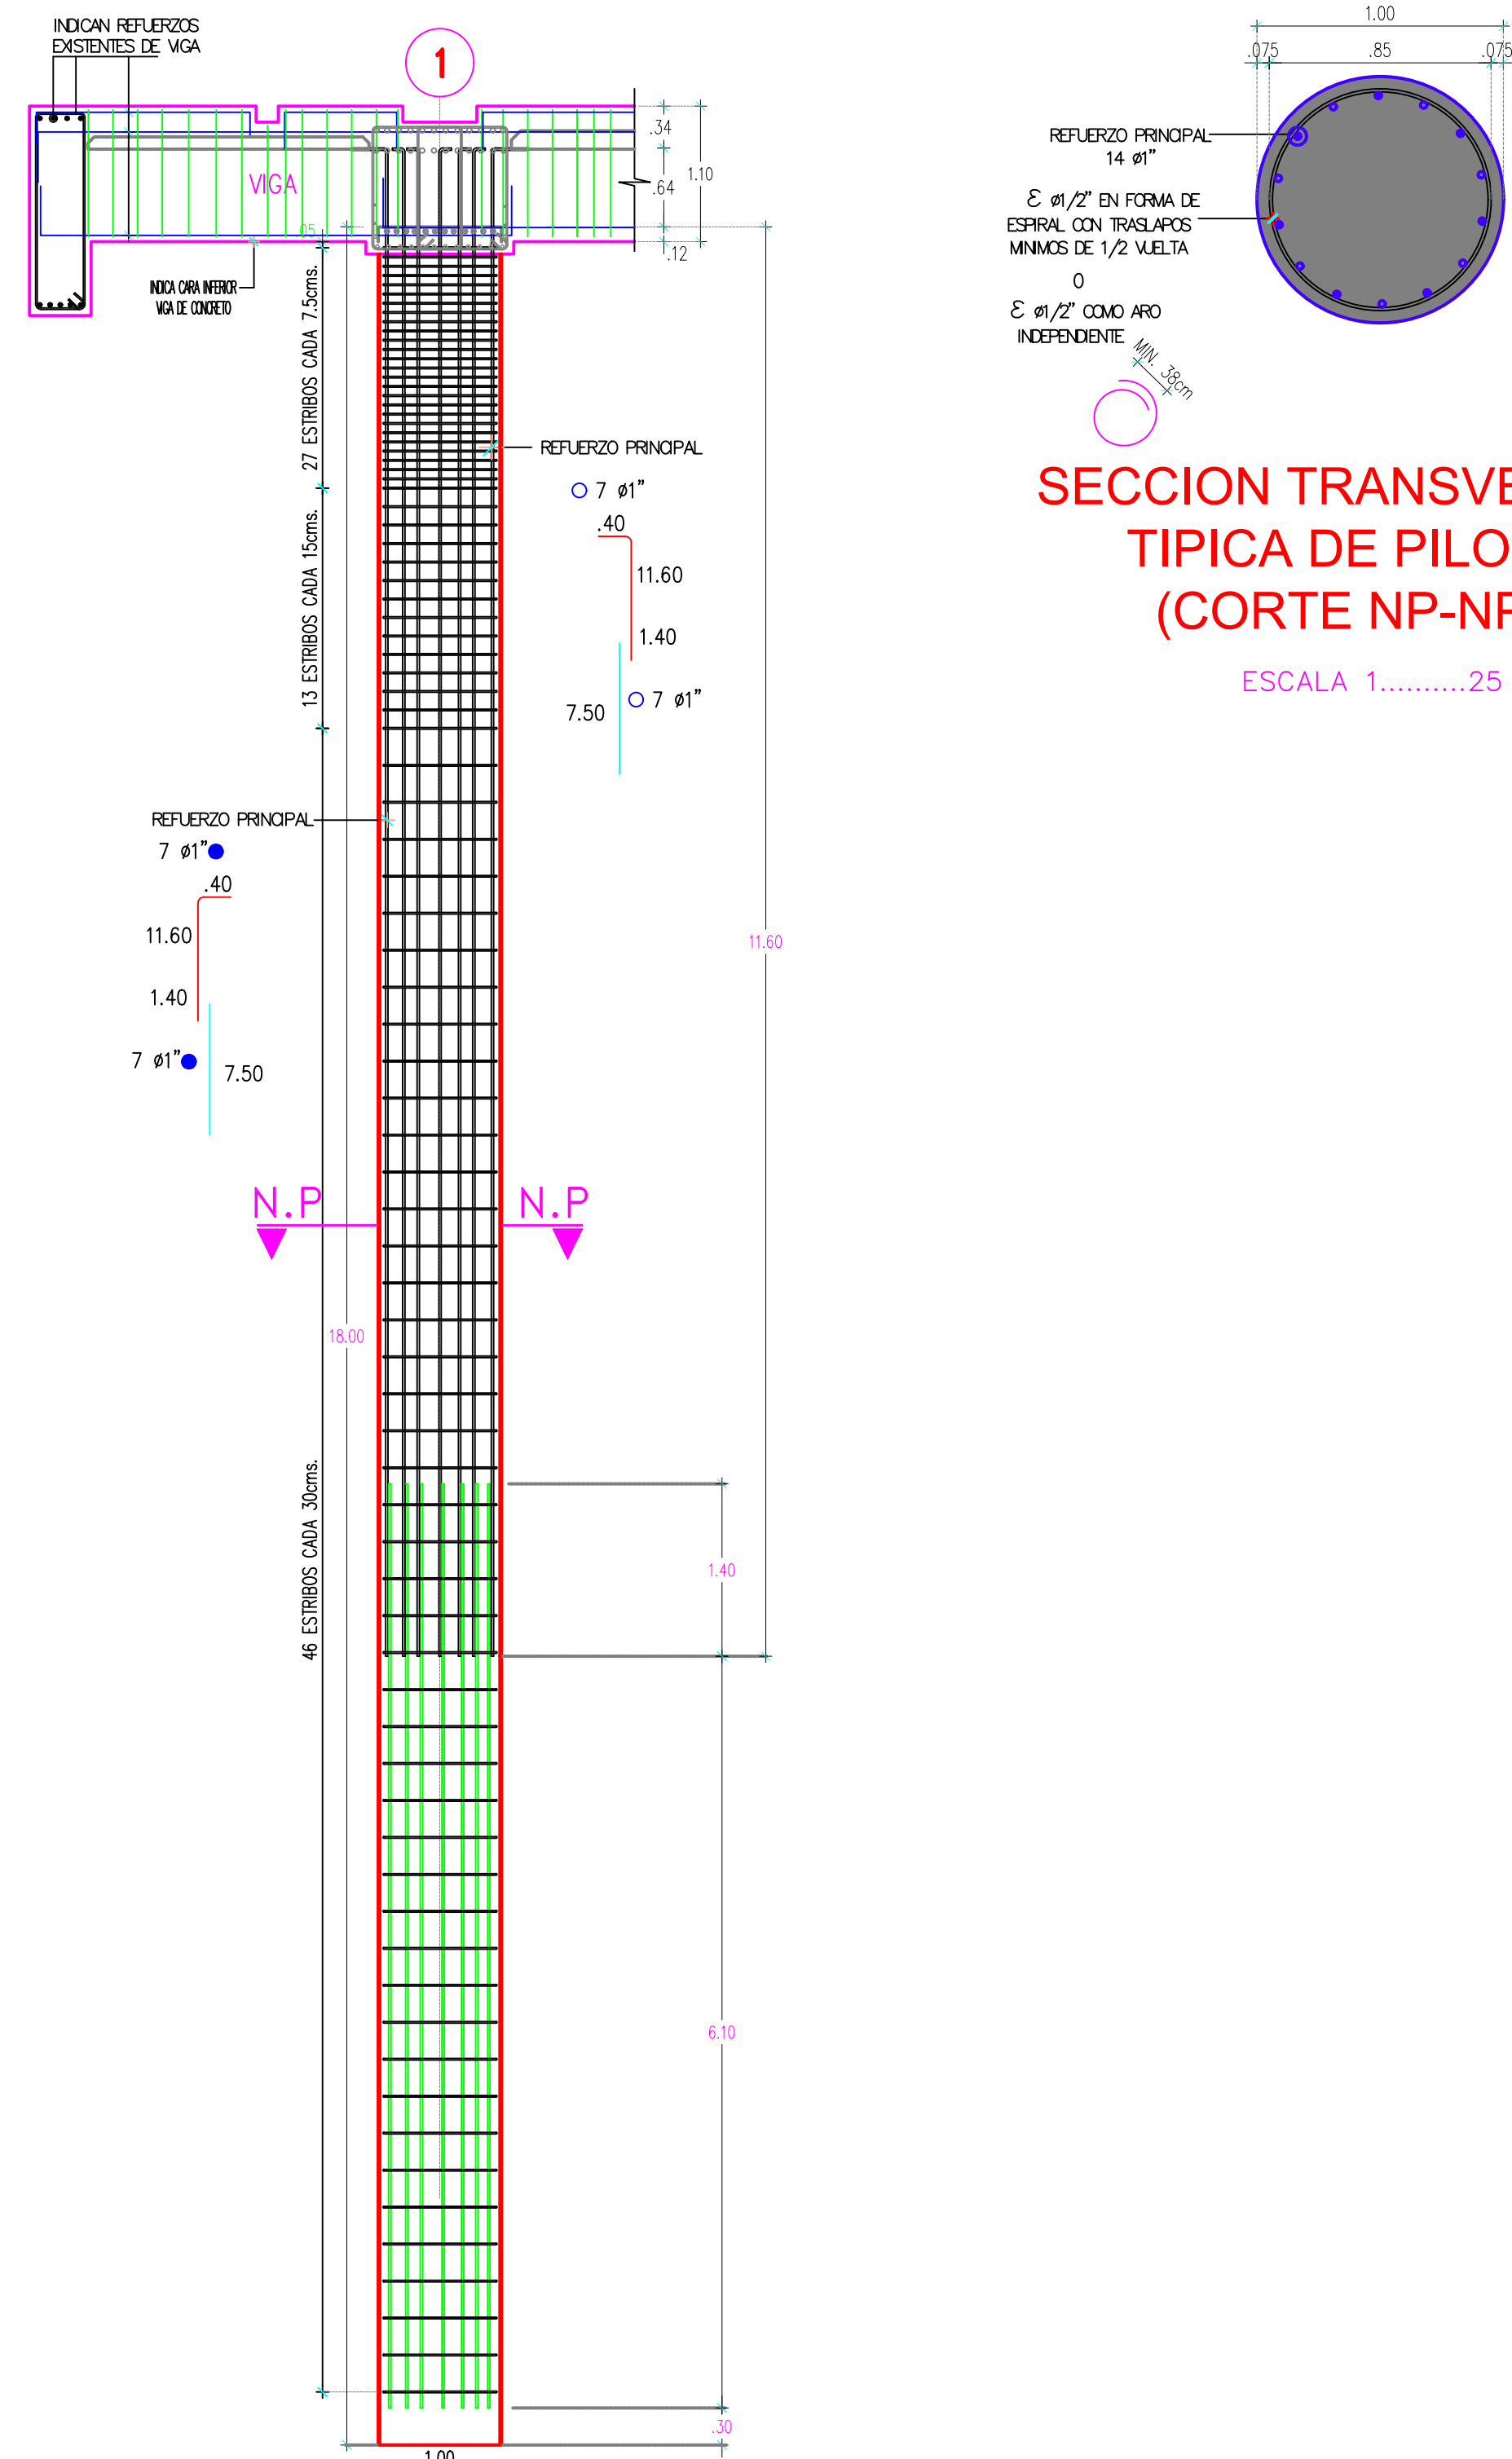 INDICAN REFUERZOS
EXISTENTES DE VIGA
1
.34
.64
1.10
.12
VIGA
.05
INDICA CARA INFERIOR
VIGA DE CONCRETO
27 ESTRIBOS CADA 7.5cms.
13 ESTRIBOS CADA 15cms.
46 ESTRIBOS CADA 30cms.
REFUERZO PRINCIPAL
7 ø1”
.40
11.60
1.40
7.50
7 ø1”
REFUERZO PRINCIPAL
7 ø1”
.40
11.60
1.40
7 ø1”
7.50
11.60
N.P
N.P
18.00
1.40
6.10
.30
1.00
1.00
.075
.85
.075
REFUERZO PRINCIPAL
14 ø1”
Ɛ ø1/2” EN FORMA DE
ESPIRAL CON TRASLAPOS
MINIMOS DE 1/2 VUELTA
O
Ɛ ø1/2” COMO ARO
INDEPENDIENTE
MIN. 38cm
SECCION TRANSVE
TIPICA DE PILO
(CORTE NP-NP
ESCALA 1..........25